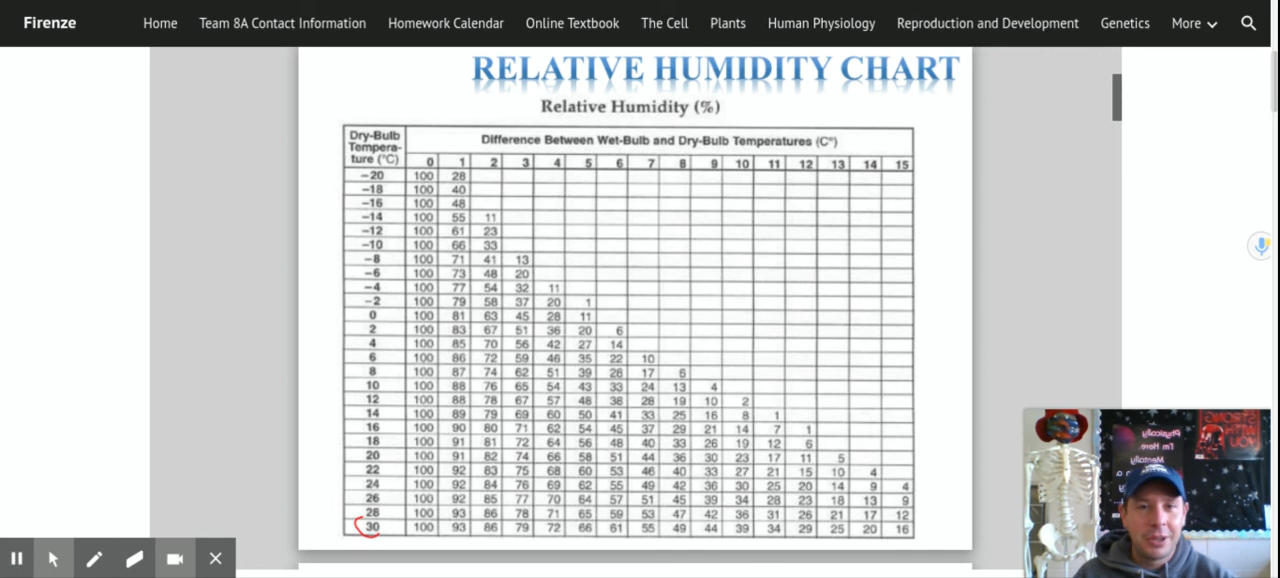 Firenze Home Team 8A Contact Information Homework Calendar Online Textbook The Cell Plants Human Physiology Reproduction and Development Genetics More
RELATIVE HUMIDITY CHART
Relative Humidity (%)
Dry-Bulb Tempera-ture (°C) Difference Between Wet-Bulb and Dry-Bulb Temperatures (C°)
0 1 2 3 4 5 6 7 8 9 10 11 12 13 14 15
-20 100 28
-18 100 40
-16 100 48
-14 100 55 11
-12 100 61 23
-10 100 66 33
-8 100 71 41 13
-6 100 73 48 20
-4 100 77 54 32 11
-2 100 79 58 37 20 1
0 100 81 63 45 28 11
2 100 83 67 51 36 20 6
4 100 85 70 56 42 27 14
6 100 86 72 59 46 35 22 10
8 100 87 74 62 51 39 28 17 6
10 100 88 76 65 54 43 33 24 13 4
12 100 88 78 67 57 48 38 28 19 10 2
14 100 89 79 69 60 50 41 33 25 16 8 1
16 100 90 80 71 62 54 45 37 29 21 14 7 1
18 100 91 81 72 64 56 48 40 33 26 19 12 6
20 100 91 82 74 66 58 51 44 36 30 23 17 11 5
22 100 92 83 75 68 60 53 46 40 33 27 21 15 10 4
24 100 92 84 76 69 62 55 49 42 36 30 25 20 14 9 4
26 100 92 85 77 70 64 57 51 45 39 34 28 23 18 13 9
28 100 93 86 78 71 65 59 53 47 42 36 31 26 21 17 12
30 100 93 86 79 72 66 61 55 49 44 39 34 29 25 20 16
STRONG
WITH
YOU
Physically
I'm Here
Mentally